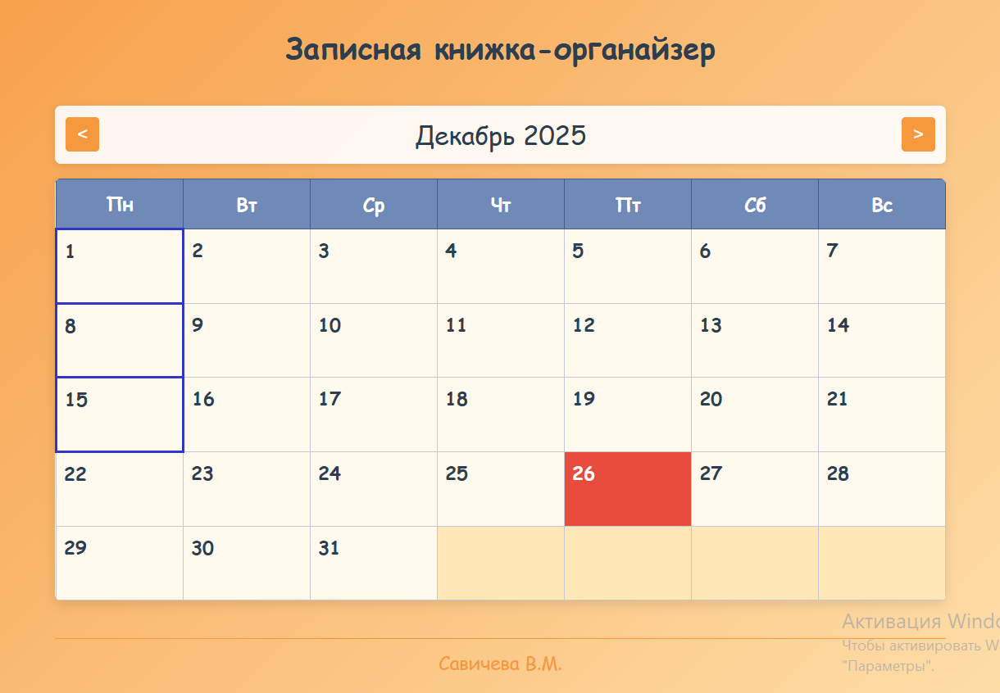 Записная книжка-органайзер
< Декабрь 2025 >
Пн Вт Ср Чт Пт Сб Вс
1 2 3 4 5 6 7
8 9 10 11 12 13 14
15 16 17 18 19 20 21
22 23 24 25 26 27 28
29 30 31
Активация Windo
Чтобы активировать W
"Параметры".
Савичева В.М.